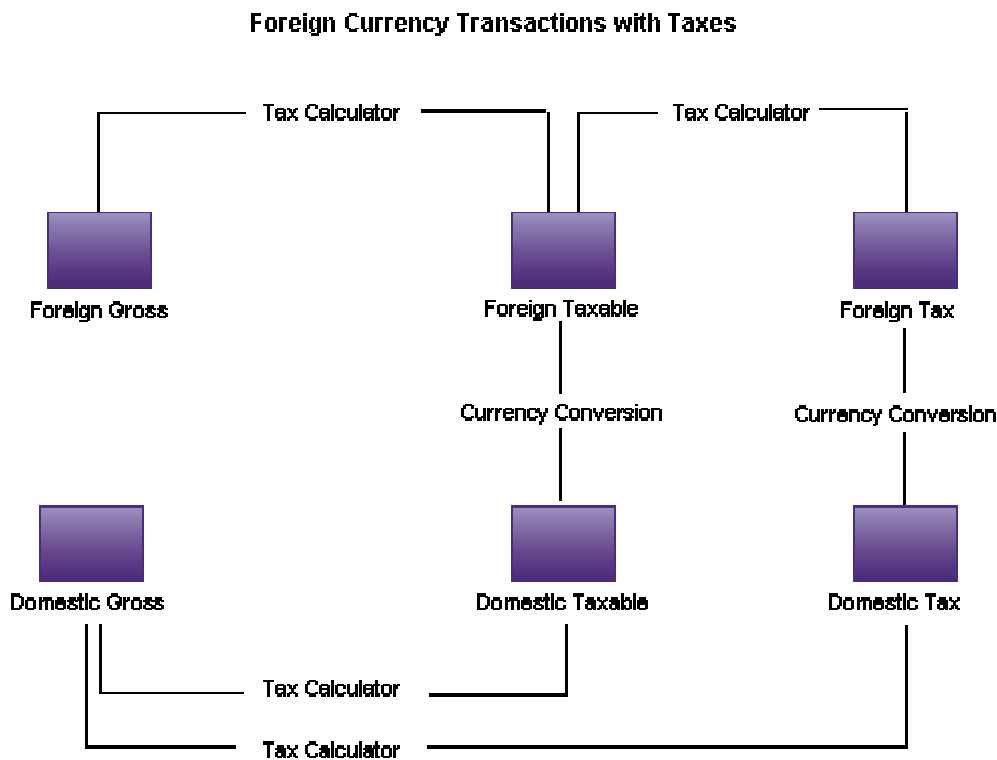 Foreign Currency Transactions with Taxes
Tax Calculator
Tax Calculator
Foreign Gross
Foreign Taxable
Foreign Tax
Currency Conversion
Currency Conversion
Domestic Gross
Domestic Taxable
Domestic Tax
Tax Calculator
Tax Calculator